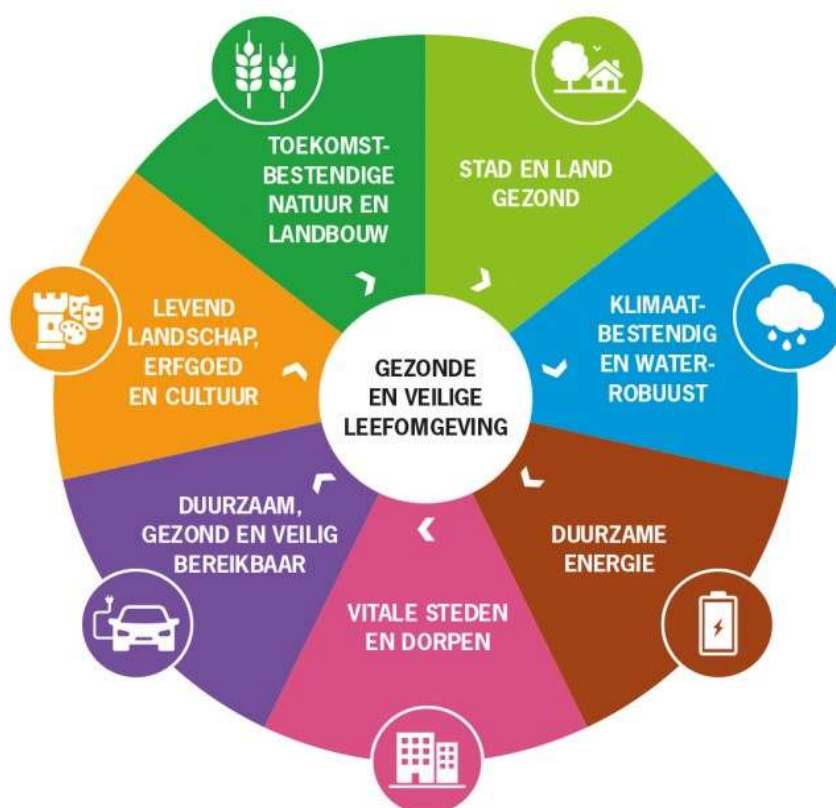 TOEKOMST-
BESTENDIGE
NATUUR EN
LANDBOUW
STAD EN LAND
GEZOND
KLIMAAT-
BESTENDIG
EN WATER-
ROBUUST
DUURZAME
ENERGIE
VITALE STEDEN
EN DORPEN
DUURZAAM,
GEZOND EN VEILIG
BEREIKBAAR
LEVEND
LANDSCHAP,
ERFGOED
EN CULTUUR
GEZONDE
EN VEILIGE
LEEFOMGEVING